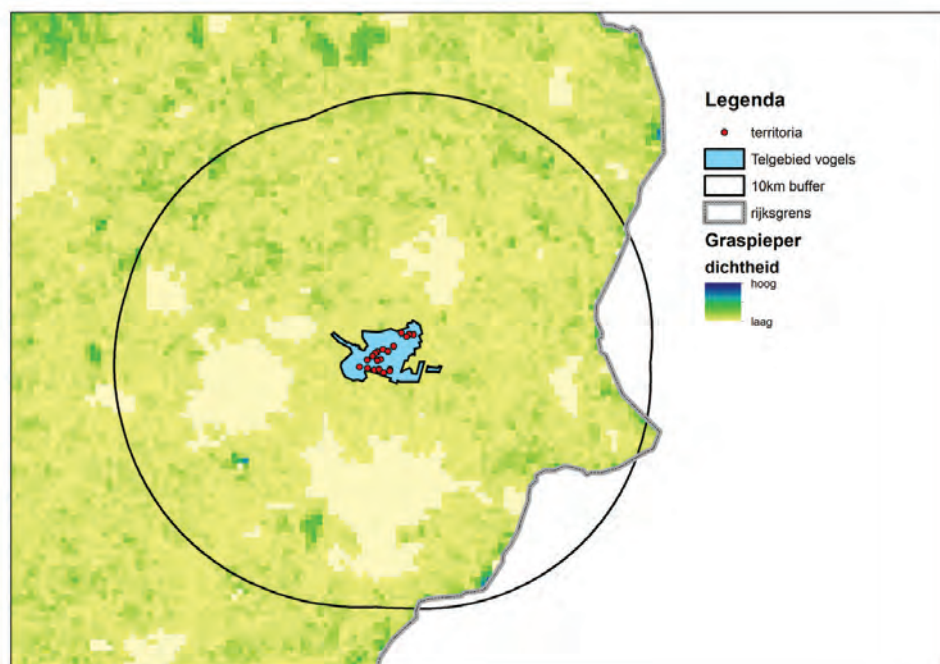 Legenda
territoria
Telgebied vogels
10km buffer
rijksgrens
Graspieper
dichtheid
hoog
laag